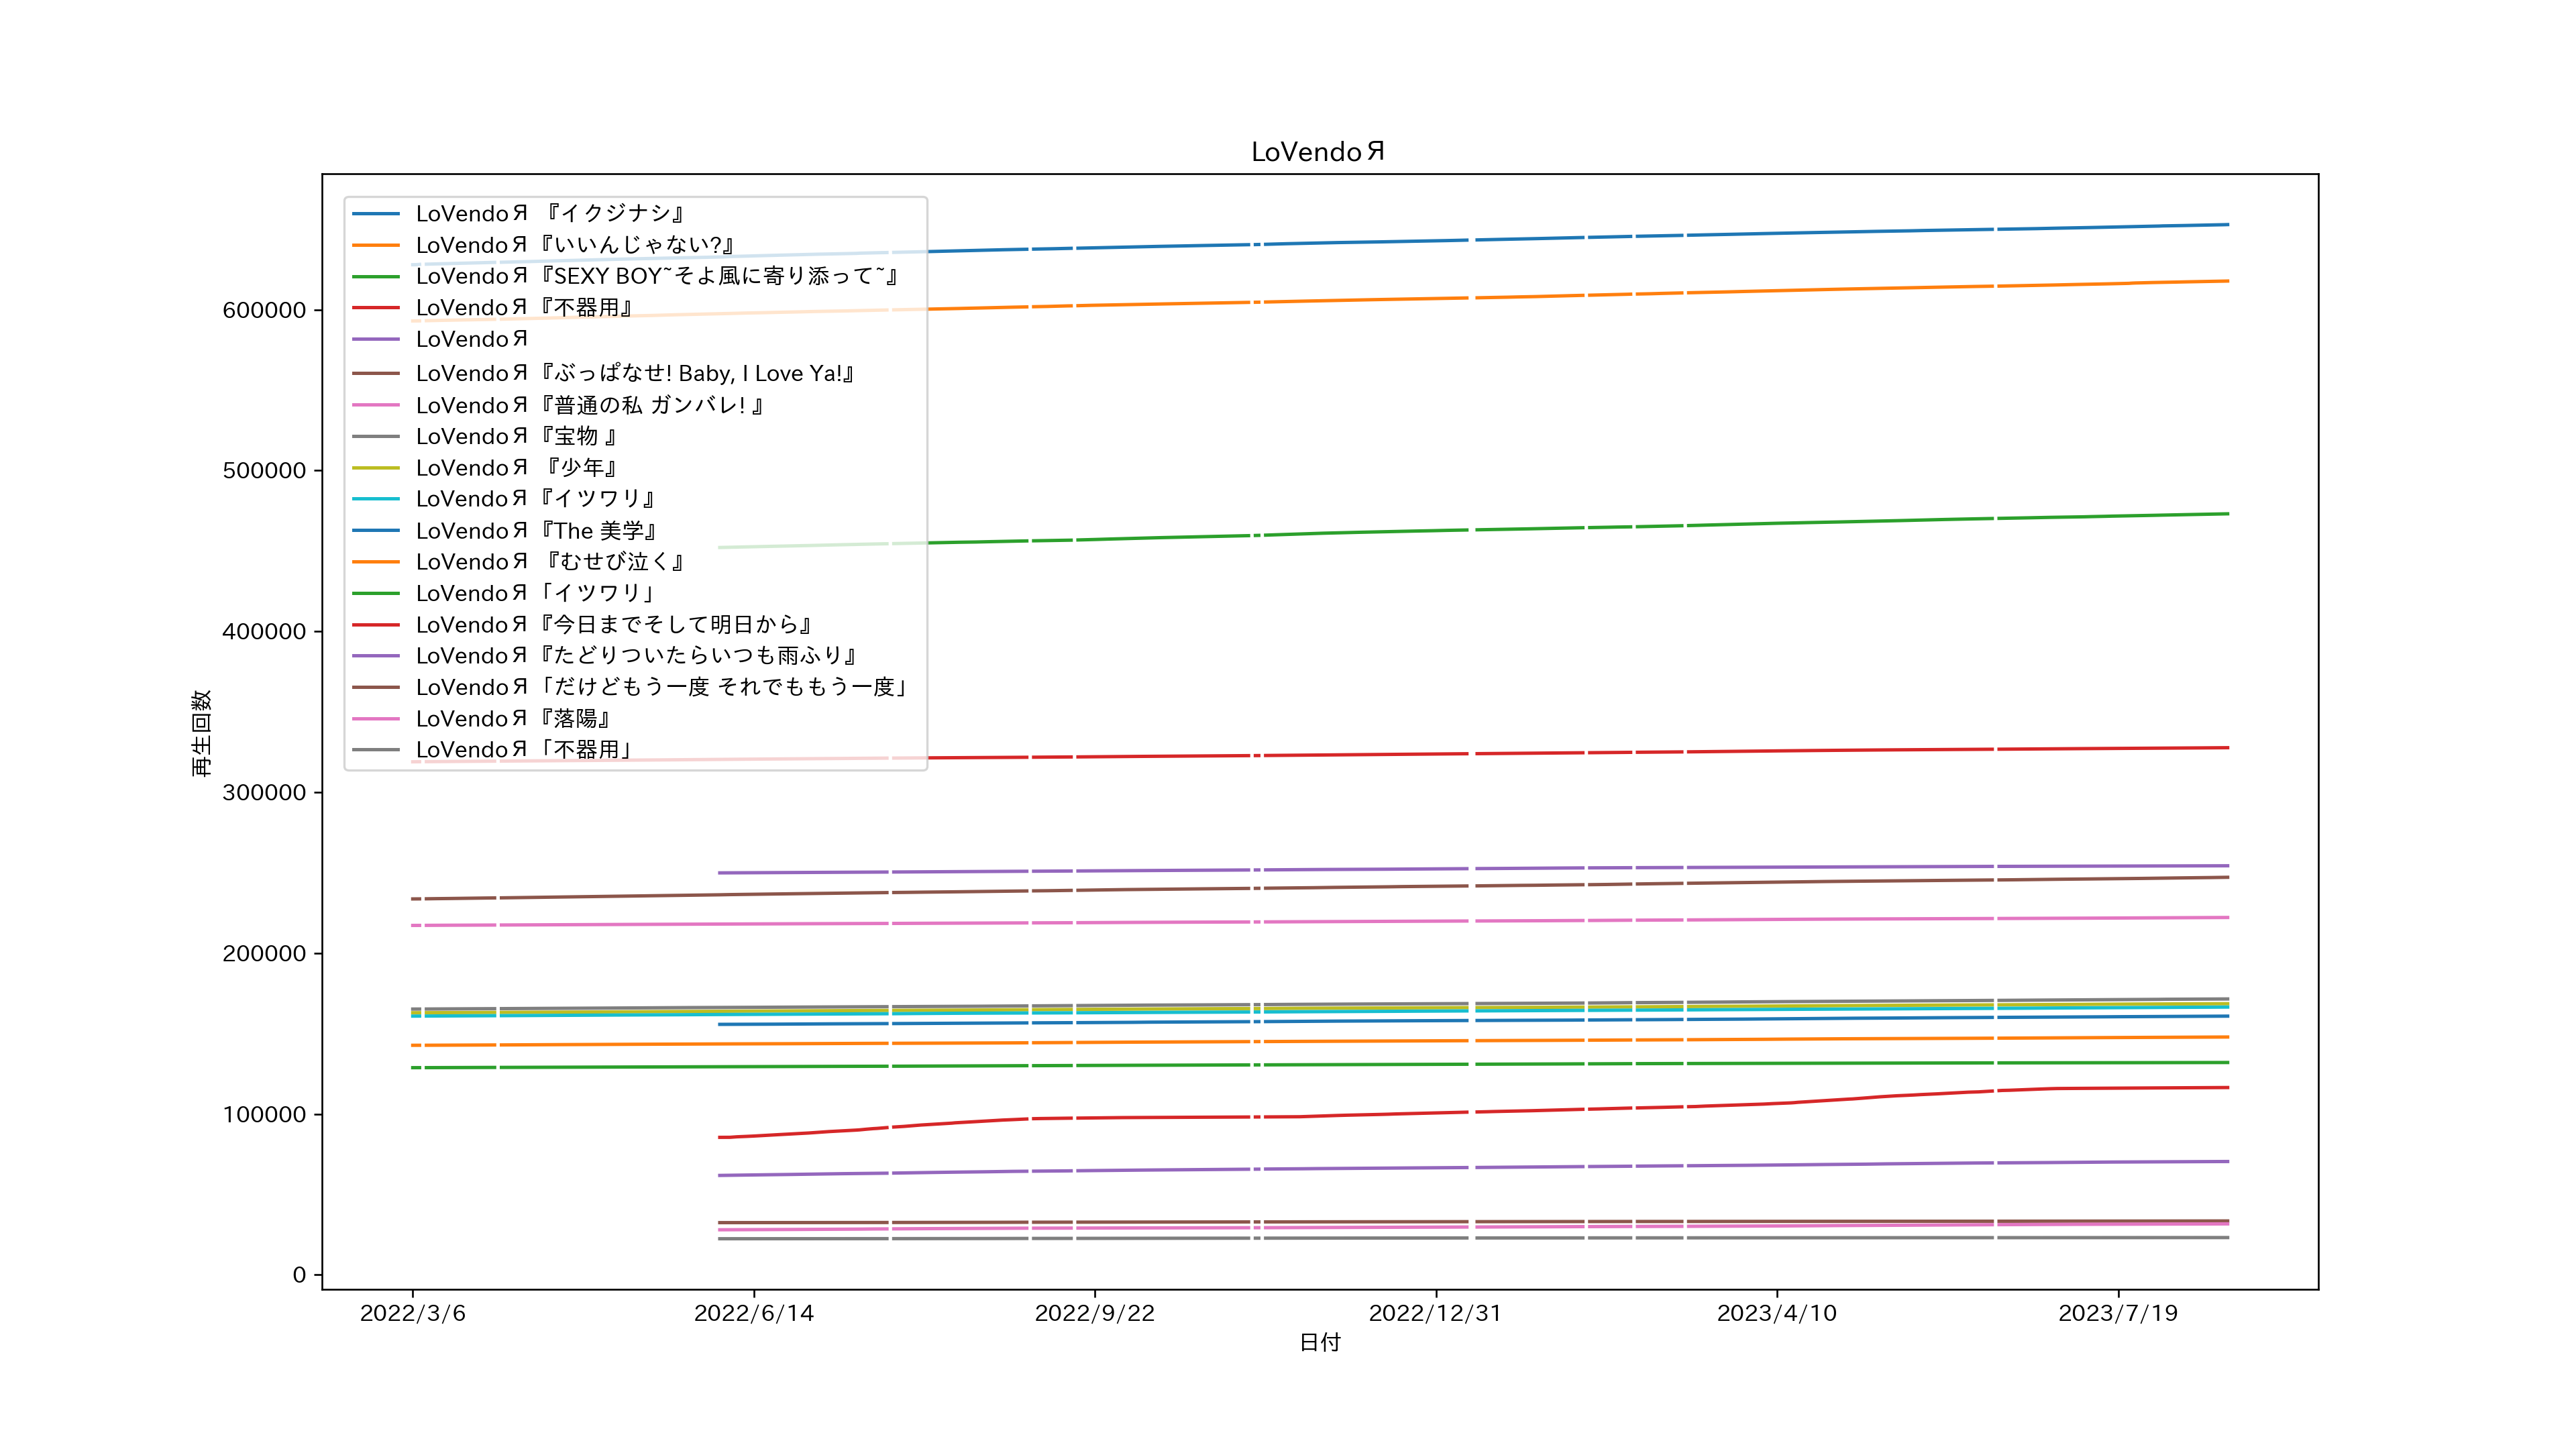 LoVendoЯ
LoVendoЯ 『イクジナシ』
LoVendoЯ『いいんじゃない?』
LoVendoЯ『SEXY BOY~そよ風に寄り添って~』
LoVendoЯ『不器用』
LoVendoЯ
LoVendoЯ『ぶっぱなせ! Baby, I Love Ya!』
LoVendoЯ『普通の私 ガンバレ! 』
LoVendoЯ『宝物 』
LoVendoЯ 『少年』
LoVendoЯ『イツワリ』
LoVendoЯ『The 美学』
LoVendoЯ 『むせび泣く』
LoVendoЯ「イツワリ」
LoVendoЯ『今日までそして明日から』
LoVendoЯ『たどりついたらいつも雨ふり』
LoVendoЯ「だけどもう一度 それでももう一度」
LoVendoЯ『落陽』
LoVendoЯ「不器用」
600000
500000
400000
300000
200000
100000
0
再生回数
2022/3/6 2022/6/14 2022/9/22 2022/12/31 2023/4/10 2023/7/19
日付